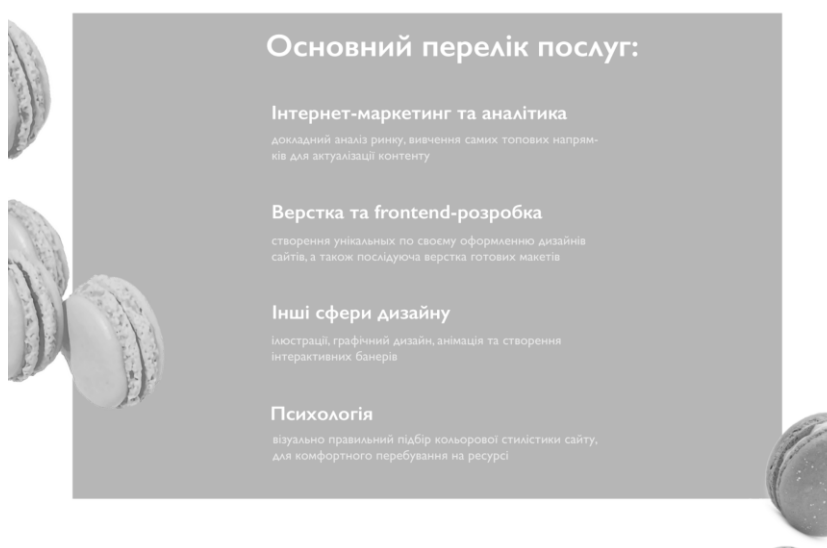 Основний перелік послуг:
Інтернет-маркетинг та аналітика
докладний аналіз ринку, вивчення самих топових напрям-
ків для актуалізації контенту
Верстка та frontend-розробка
створення унікальных по своєму оформленню дизайнів
сайтів, а також послідуюча верстка готових макетів
Інші сфери дизайну
ілюстрації, графічний дизайн, анімація та створення
інтерактивних банерів
Психологія
візуально правильний підбір кольорової стилістики сайту,
для комфортного перебування на ресурсі